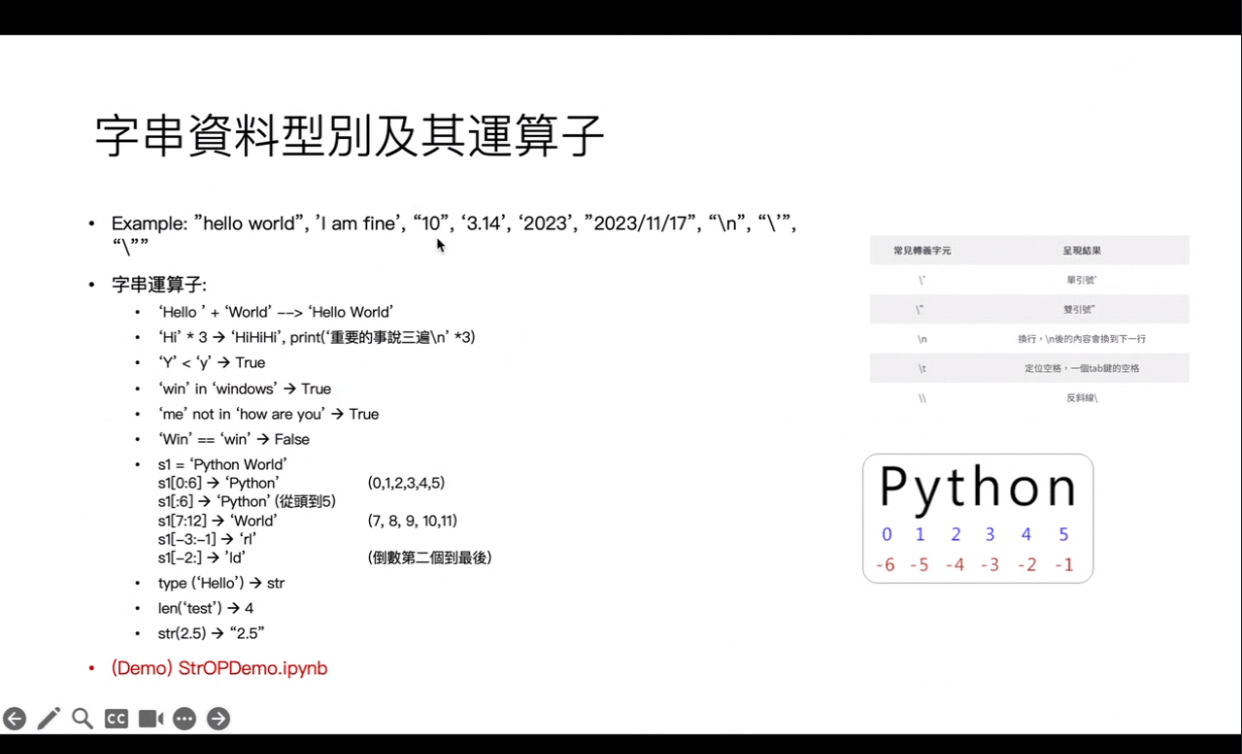 字串資料型別及其運算子
• Example: ”hello world”, ’I am fine’, “10”, ‘3.14’, ‘2023’, ”2023/11/17”, “\n”, “\’”,
“\””
• 字串運算子:
• ‘Hello ’ + ‘World’ --> ‘Hello World’
• ‘Hi’ * 3 → ‘HiHiHi’, print(‘重要的事說三遍\n’ *3)
• ‘Y’ < ‘y’ → True
• ‘win’ in ‘windows’ → True
• ‘me’ not in ‘how are you’ → True
• ‘Win’ == ‘win’ → False
• s1 = ‘Python World’
s1[0:6] → ‘Python’ (0,1,2,3,4,5)
s1[:6] → ‘Python’ (從頭到5)
s1[7:12] → ‘World’ (7, 8, 9, 10,11)
s1[-3:-1] → ‘rl’
s1[-2:] → ’ld’ (倒數第二個到最後)
• type (‘Hello’) → str
• len(‘test’) → 4
• str(2.5) → “2.5”
• (Demo) StrOPDemo.ipynb
常見轉義字元 呈現結果
\' 單引號'
\" 雙引號"
\n 換行，\n後的內容會換到下一行
\t 定位空格，一個tab鍵的空格
\\ 反斜線\
Python
0 1 2 3 4 5
-6 -5 -4 -3 -2 -1
CC